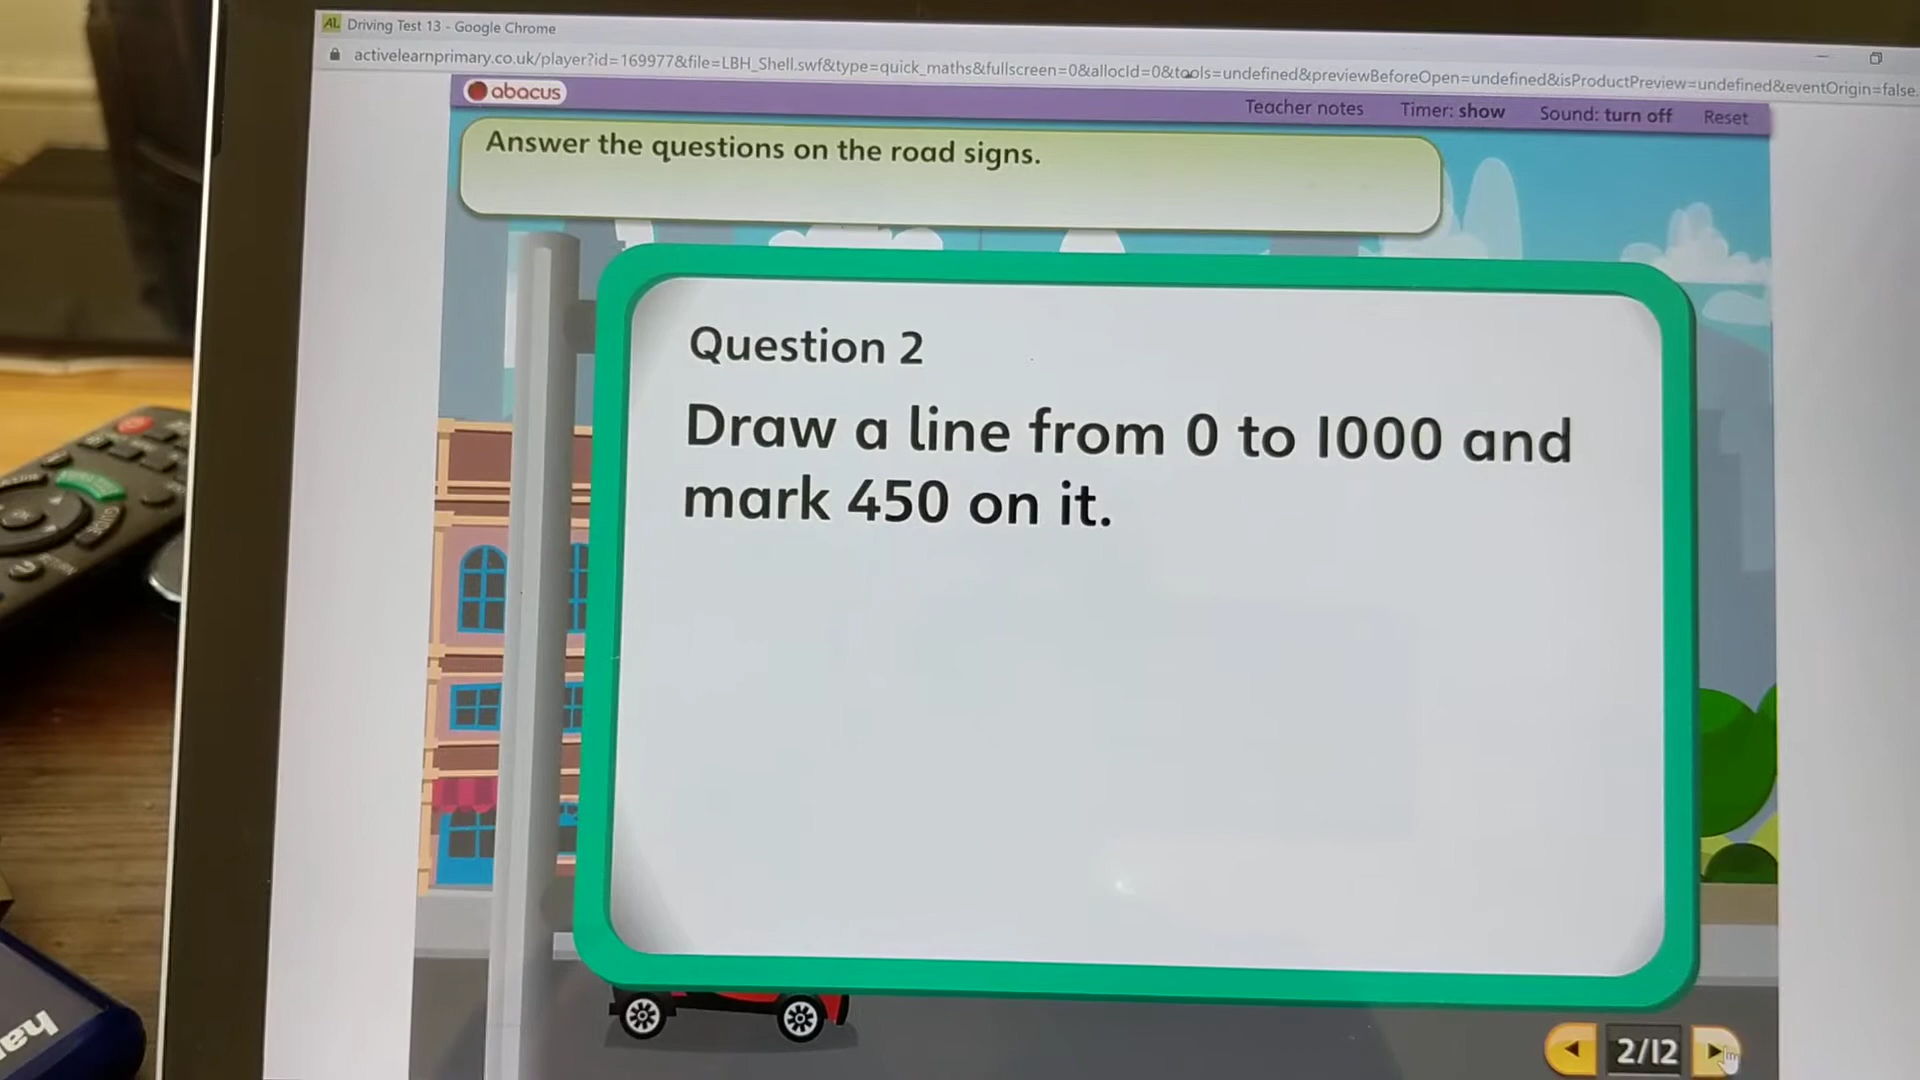 Driving Test 13 - Google Chrome
activelearnprimary.co.uk/player?id=169977&file=LBH_Shell.swf&type=quick_maths&fullscreen=0&allocId=0&tools=undefined&previewBeforeOpen=undefined&isProductPreview=undefined&eventOrigin=false
abacus
Teacher notes Timer: show Sound: turn off Reset
Answer the questions on the road signs.
Question 2
Draw a line from 0 to 1000 and
mark 450 on it.
2/12